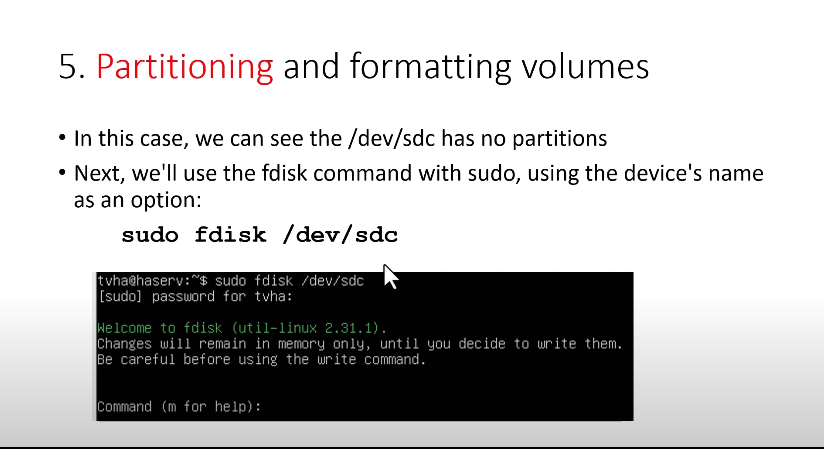 5. Partitioning and formatting volumes
• In this case, we can see the /dev/sdc has no partitions
• Next, we'll use the fdisk command with sudo, using the device's name
as an option:
sudo fdisk /dev/sdc
tvha@haserv:~$ sudo fdisk /dev/sdc
[sudo] password for tvha:
Welcome to fdisk (util-linux 2.31.1).
Changes will remain in memory only, until you decide to write them.
Be careful before using the write command.
Command (m for help):